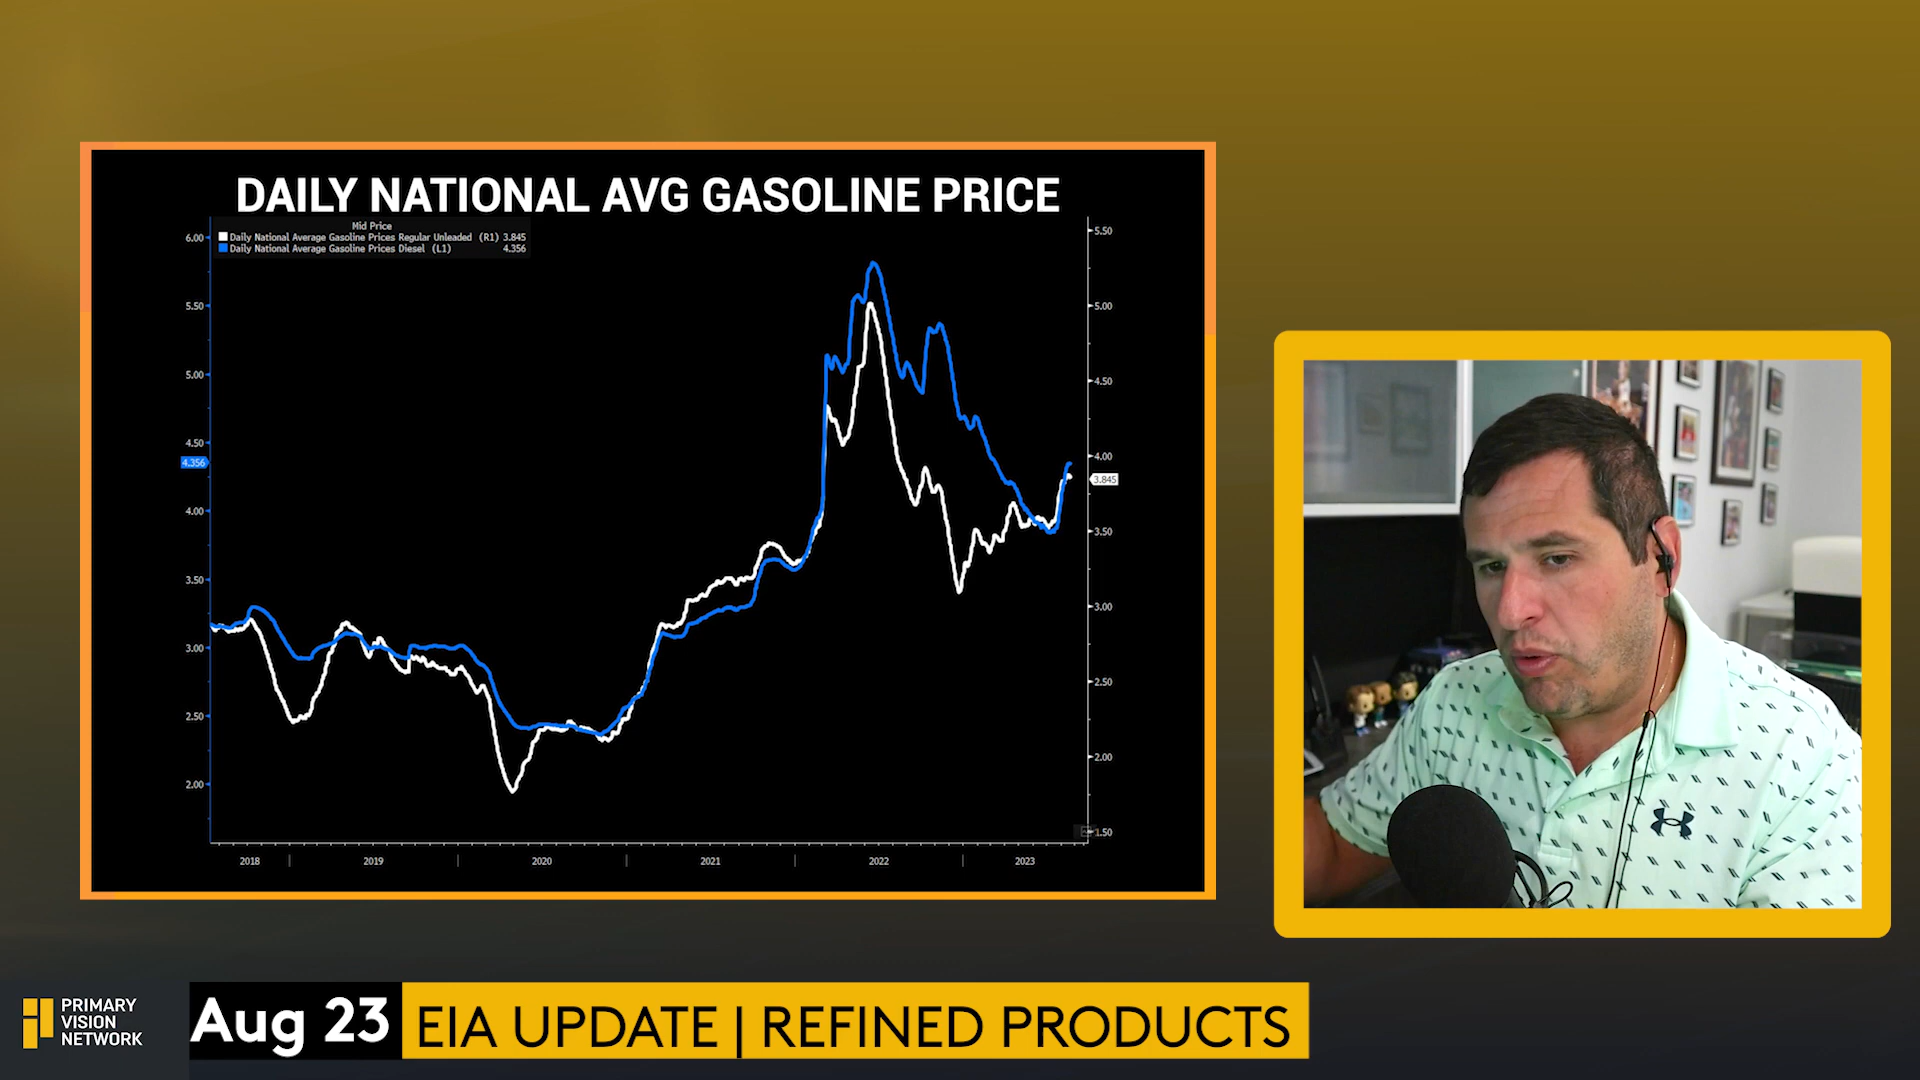 DAILY NATIONAL AVG GASOLINE PRICE
Mid Price
Daily National Average Gasoline Prices Regular Unleaded (R1) 3.845
Daily National Average Gasoline Prices Diesel (L1) 4.356
6.00
5.50
5.00
4.50
4.356
4.00
3.50
3.00
2.50
2.00
5.50
5.00
4.50
4.00
3.845
3.50
3.00
2.50
2.00
1.50
2018 2019 2020 2021 2022 2023
PRIMARY
VISION
NETWORK
Aug 23
EIA UPDATE | REFINED PRODUCTS